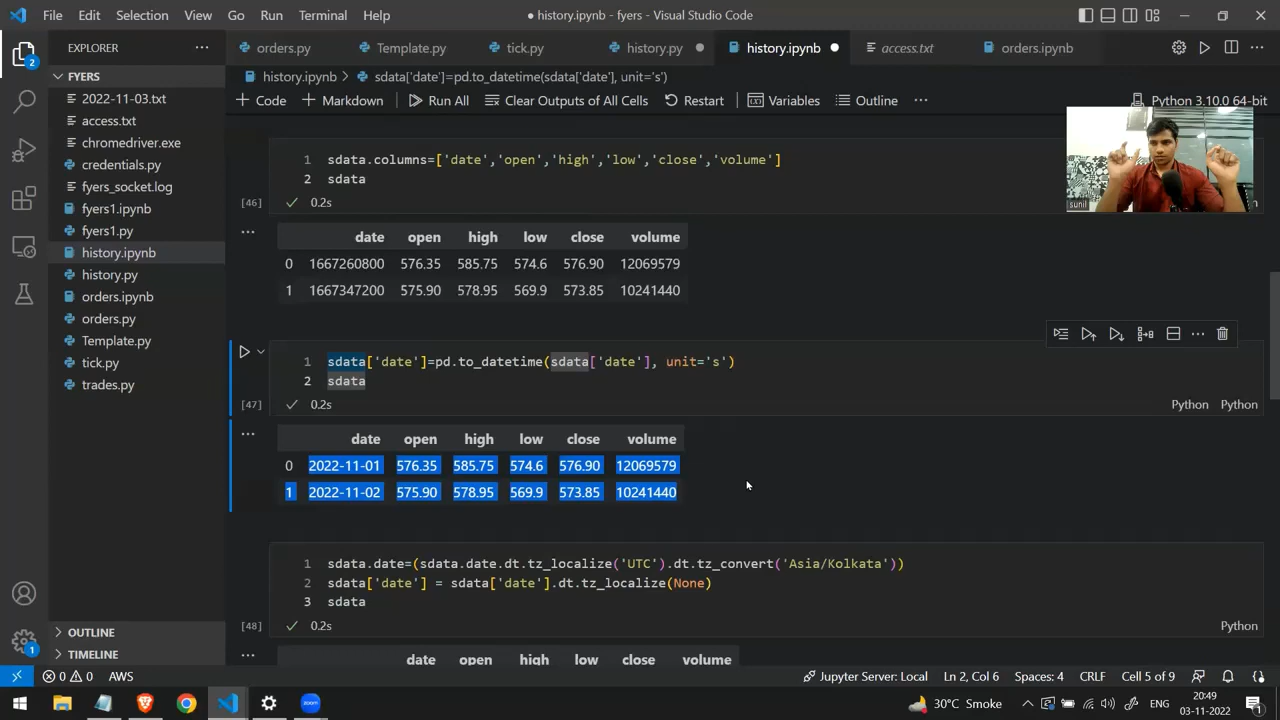 File Edit Selection View Go Run Terminal Help ● history.ipynb - fyers - Visual Studio Code
EXPLORER
orders.py Template.py tick.py history.py history.ipynb access.txt orders.ipynb
FYERS
history.ipynb > sdata['date']=pd.to_datetime(sdata['date'], unit='s')
Code Markdown Run All Clear Outputs of All Cells Restart Variables Outline
Python 3.10.0 64-bit
2022-11-03.txt
access.txt
chromedriver.exe
credentials.py
fyers_socket.log
fyers1.ipynb
fyers1.py
history.ipynb
history.py
orders.ipynb
orders.py
Template.py
tick.py
trades.py
OUTLINE
TIMELINE
sunil
1 sdata.columns=['date','open','high','low','close','volume']
2 sdata
[46] 0.2s
date open high low close volume
0 1667260800 576.35 585.75 574.6 576.90 12069579
1 1667347200 575.90 578.95 569.9 573.85 10241440
1 sdata['date']=pd.to_datetime(sdata['date'], unit='s')
2 sdata
[47] 0.2s Python Python
date open high low close volume
0 2022-11-01 576.35 585.75 574.6 576.90 12069579
1 2022-11-02 575.90 578.95 569.9 573.85 10241440
1 sdata.date=(sdata.date.dt.tz_localize('UTC').dt.tz_convert('Asia/Kolkata'))
2 sdata['date'] = sdata['date'].dt.tz_localize(None)
3 sdata
[48] 0.2s Python
date open high low close volume
0 0 AWS Jupyter Server: Local Ln 2, Col 6 Spaces: 4 CRLF Cell 5 of 9
2
1
zoom
30°C Smoke ENG 20:49
03-11-2022
1